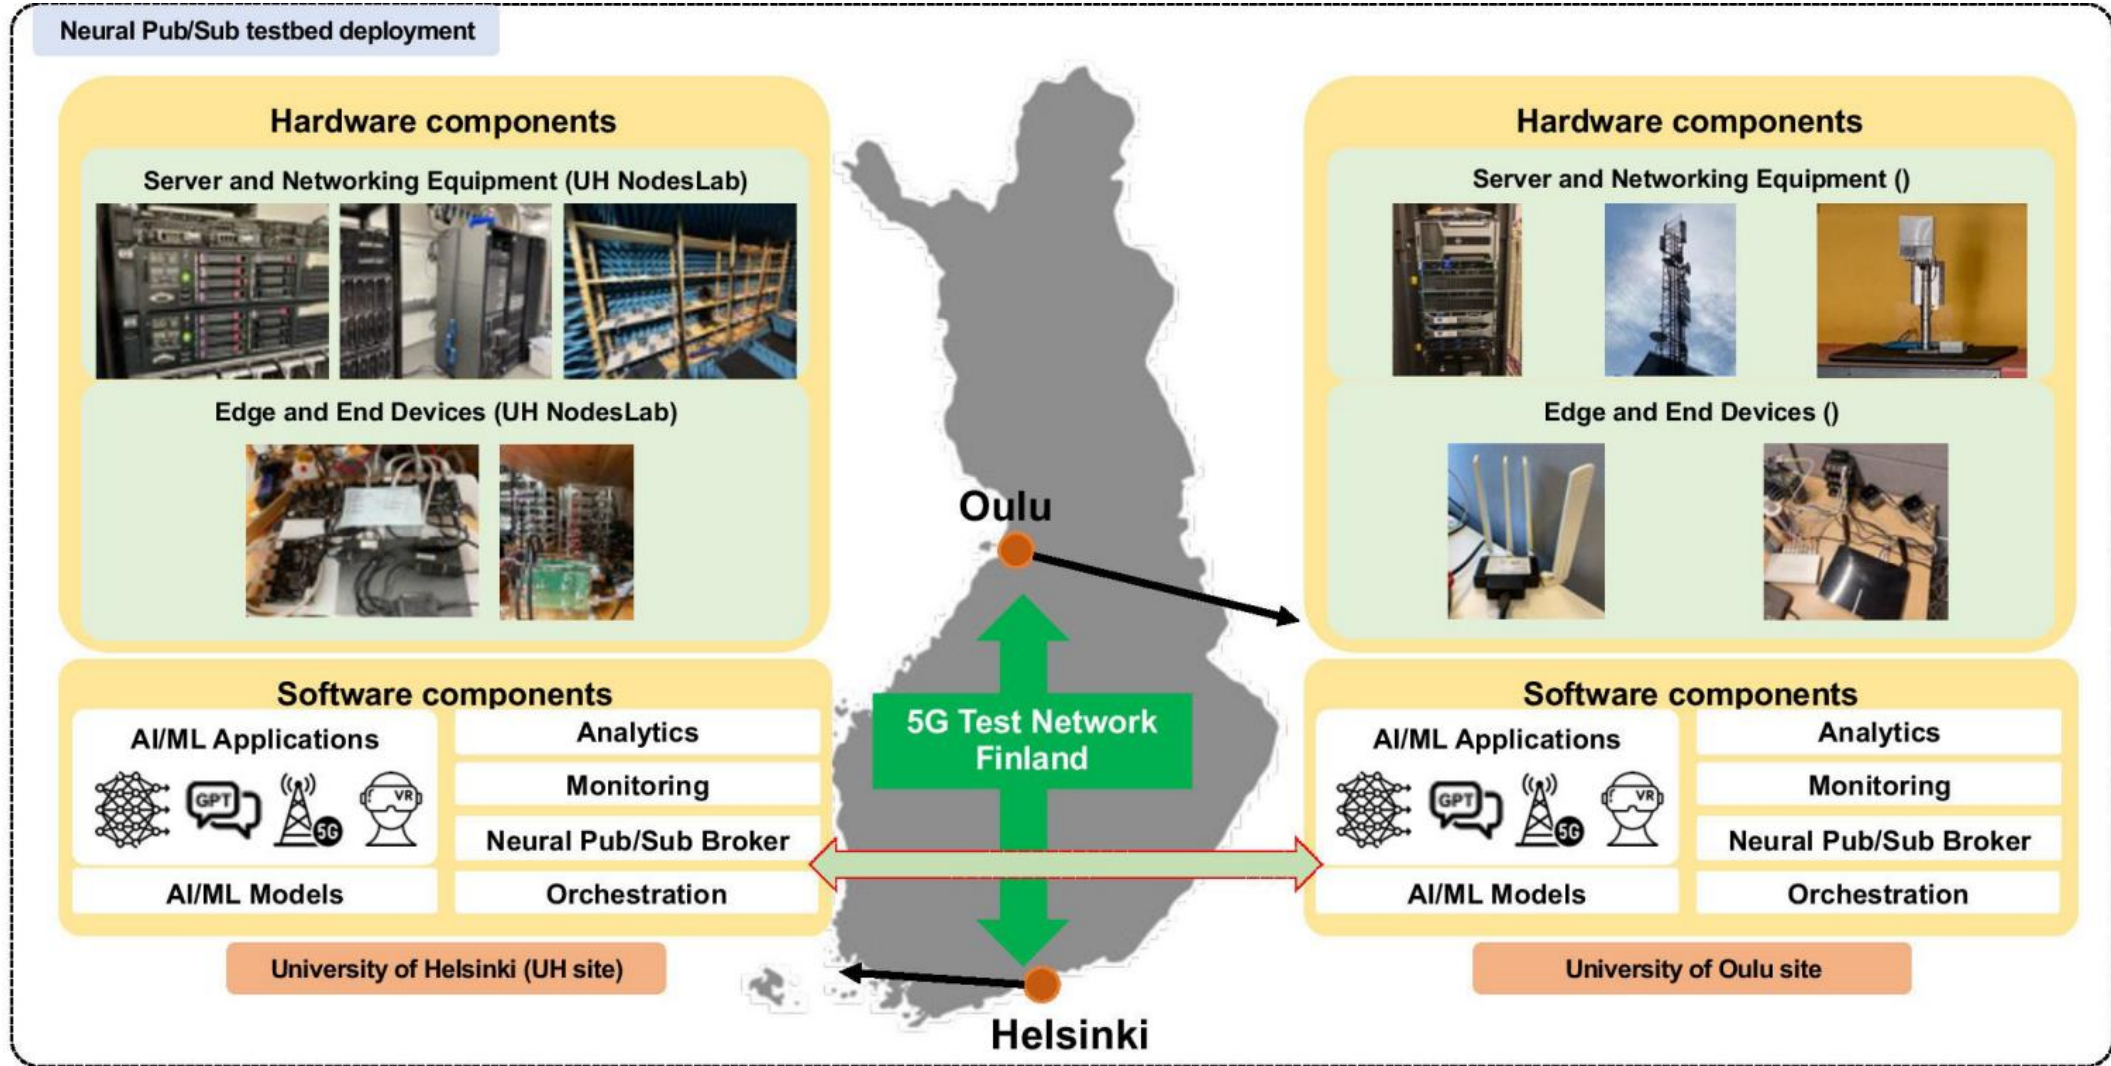 Neural Pub/Sub testbed deployment
Hardware components
Server and Networking Equipment (UH NodesLab)
Edge and End Devices (UH NodesLab)
Software components
AI/ML Applications
GPT
5G
VR
AI/ML Models
Analytics
Monitoring
Neural Pub/Sub Broker
Orchestration
University of Helsinki (UH site)
Oulu
5G Test Network
Finland
Helsinki
Hardware components
Server and Networking Equipment ()
Edge and End Devices ()
Software components
AI/ML Applications
GPT
5G
VR
AI/ML Models
Analytics
Monitoring
Neural Pub/Sub Broker
Orchestration
University of Oulu site